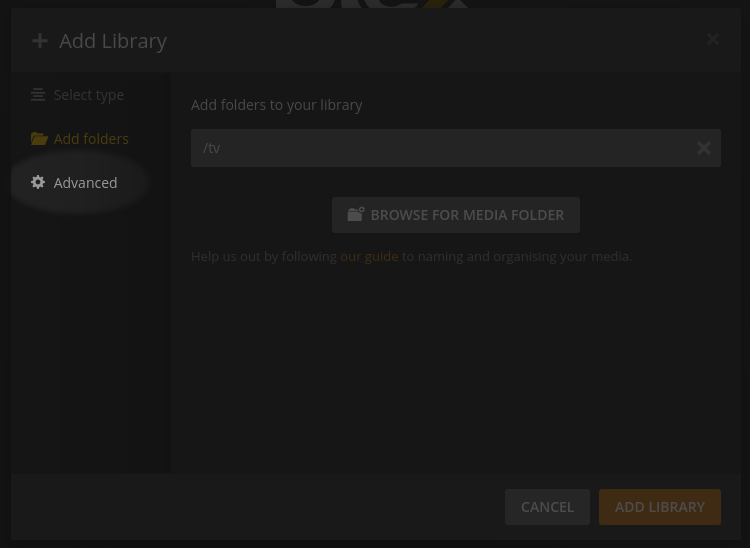 Add Library
Select type
Add folders
Advanced
Add folders to your library
/tv
BROWSE FOR MEDIA FOLDER
Help us out by following our guide to naming and organising your media.
CANCEL
ADD LIBRARY